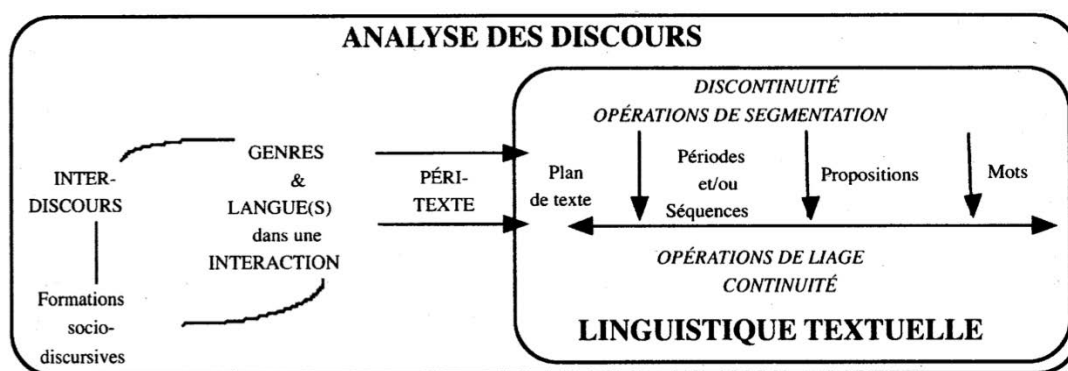 ANALYSE DES DISCOURS
INTER-
DISCOURS
Formations
socio-
discursives
GENRES
&
LANGUE(S)
dans une
INTERACTION
PÉRI-
TEXTE
DISCONTINUITÉ
OPÉRATIONS DE SEGMENTATION
Plan
de texte
Périodes
et/ou
Séquences
Propositions
Mots
OPÉRATIONS DE LIAGE
CONTINUITÉ
LINGUISTIQUE TEXTUELLE